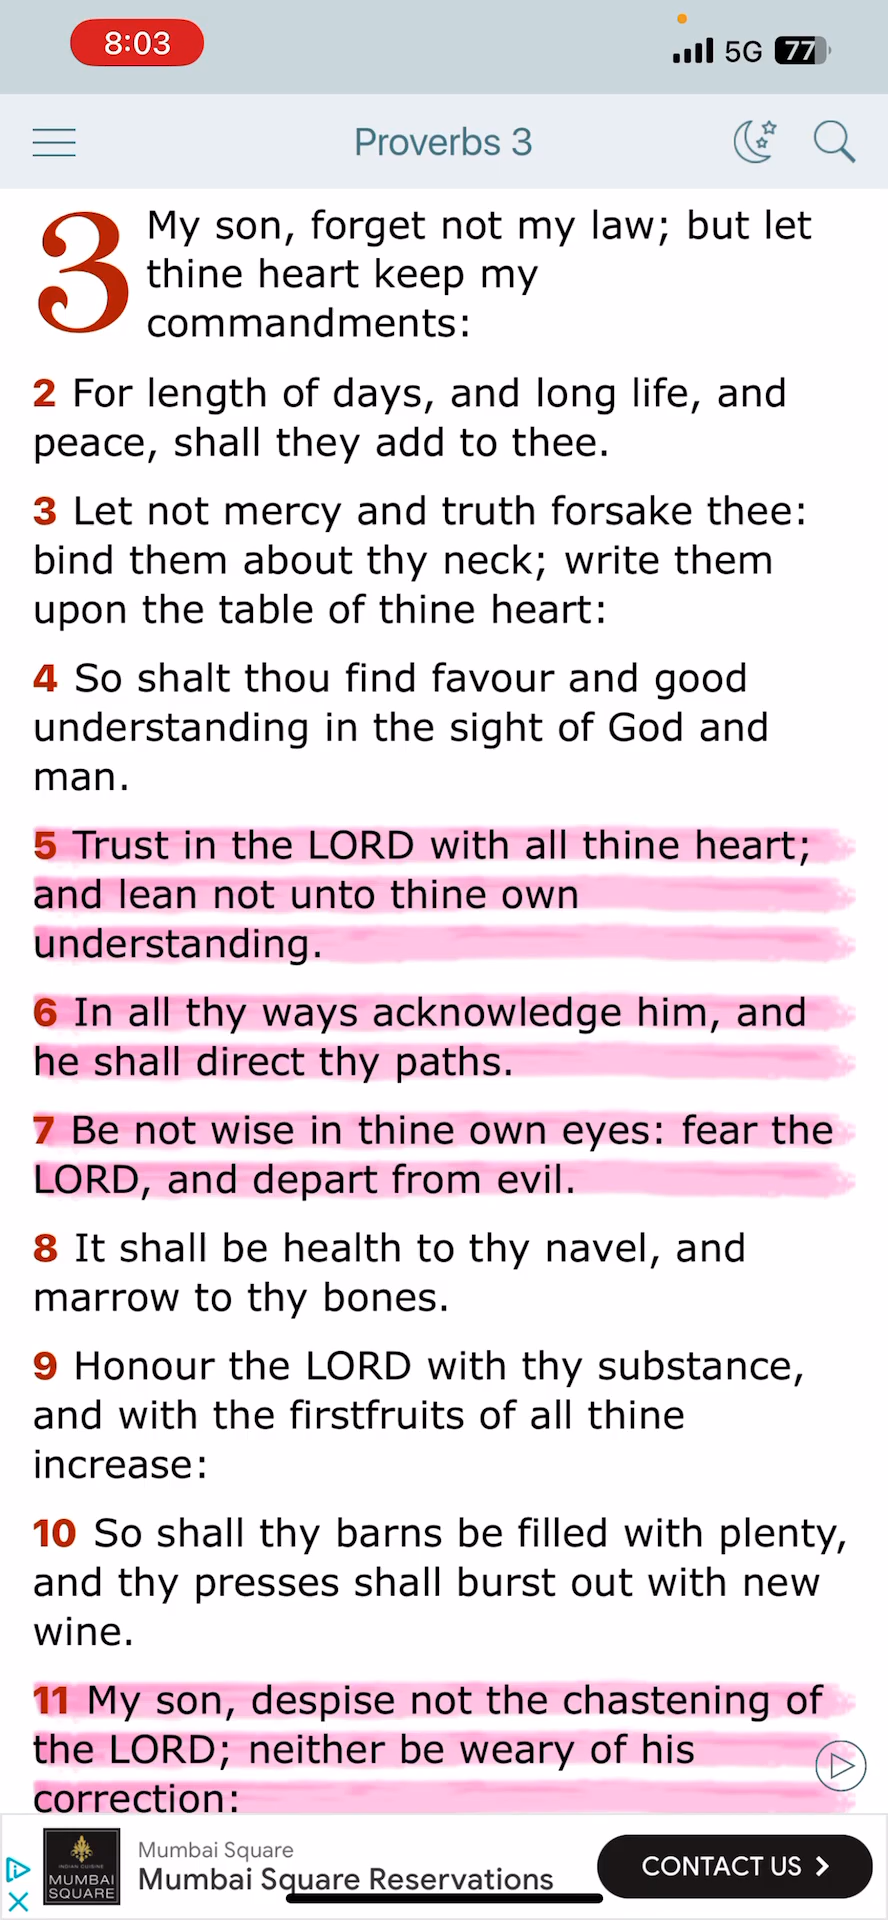 8:03
5G 77
Proverbs 3
3 My son, forget not my law; but let
thine heart keep my
commandments:
2 For length of days, and long life, and
peace, shall they add to thee.
3 Let not mercy and truth forsake thee:
bind them about thy neck; write them
upon the table of thine heart:
4 So shalt thou find favour and good
understanding in the sight of God and
man.
5 Trust in the LORD with all thine heart;
and lean not unto thine own
understanding.
6 In all thy ways acknowledge him, and
he shall direct thy paths.
7 Be not wise in thine own eyes: fear the
LORD, and depart from evil.
8 It shall be health to thy navel, and
marrow to thy bones.
9 Honour the LORD with thy substance,
and with the firstfruits of all thine
increase:
10 So shall thy barns be filled with plenty,
and thy presses shall burst out with new
wine.
11 My son, despise not the chastening of
the LORD; neither be weary of his
correction:
INDIAN CUISINE
MUMBAI
SQUARE
Mumbai Square
Mumbai Square Reservations
CONTACT US